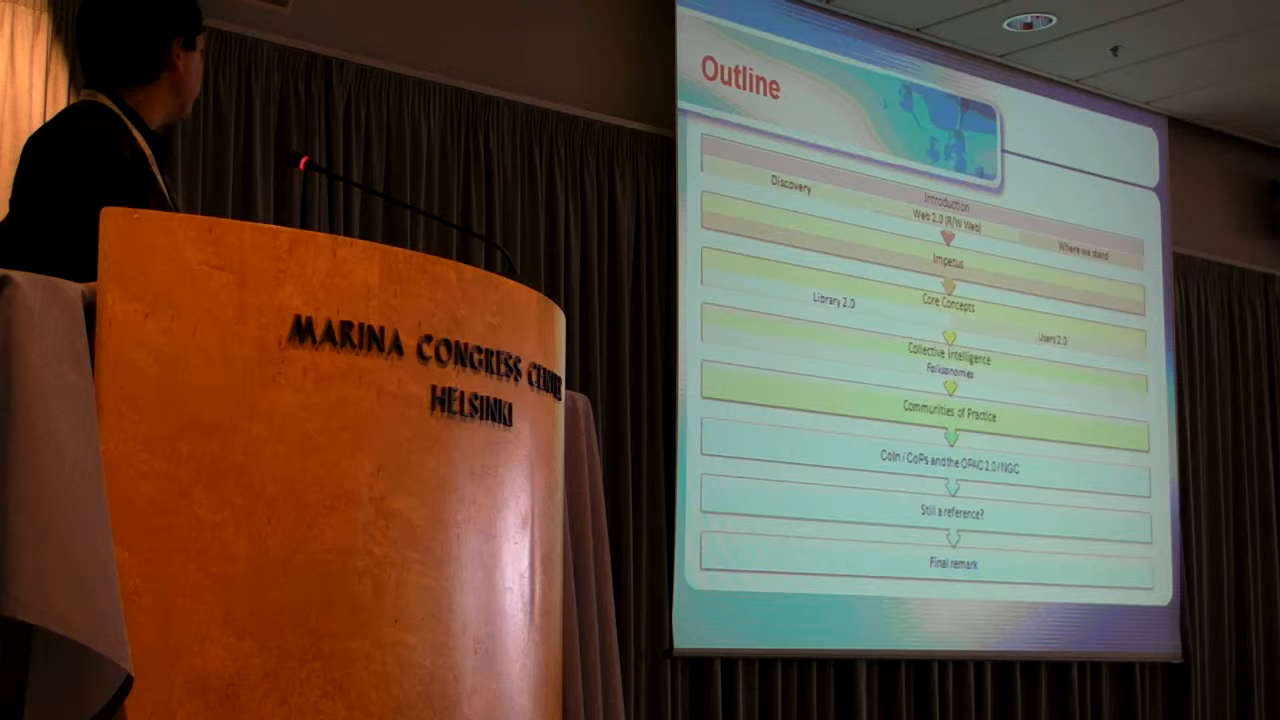 MARINA CONGRESS CENTER
HELSINKI
Outline
Introduction
Discovery
Web 2.0 (R/W Web)
Where we stand
Impetus
Core Concepts
Library 2.0
Users 2.0
Collective Intelligence
Folksonomies
Communities of Practice
CoIn / CoPs and the OPAC 2.0 / NGC
Still a reference?
Final remark